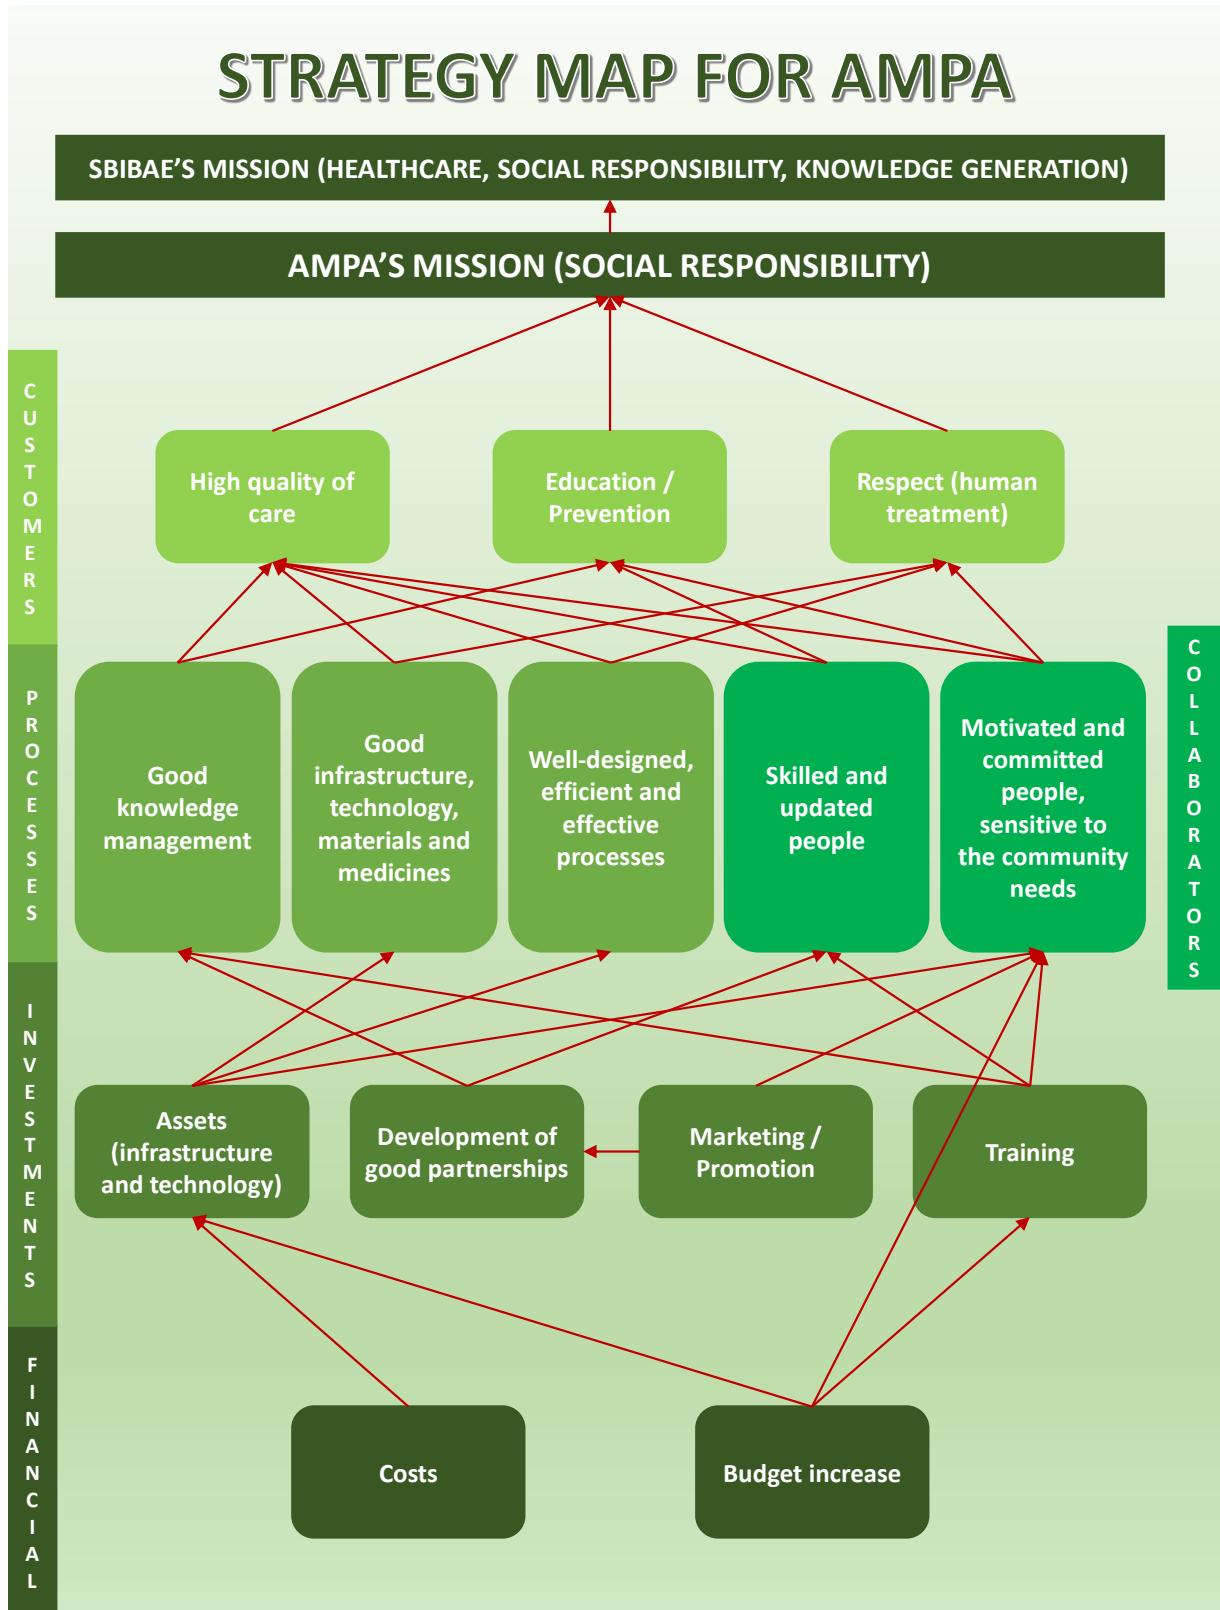 STRATEGY MAP FOR AMPA
SBIBAE'S MISSION (HEALTHCARE, SOCIAL RESPONSIBILITY, KNOWLEDGE GENERATION)
AMPA'S MISSION (SOCIAL RESPONSIBILITY)
CUSTOMERS
High quality of
care
Education /
Prevention
Respect (human
treatment)
PROCESSES
Good
knowledge
management
Good
infrastructure,
technology,
materials and
medicines
Well-designed,
efficient and
effective
processes
Skilled and
updated
people
Motivated and
committed
people,
sensitive to
the community
needs
COLLABORATORS
INVESTMENTS
Assets
(infrastructure
and technology)
Development of
good partnerships
Marketing /
Promotion
Training
FINANCIAL
Costs
Budget increase